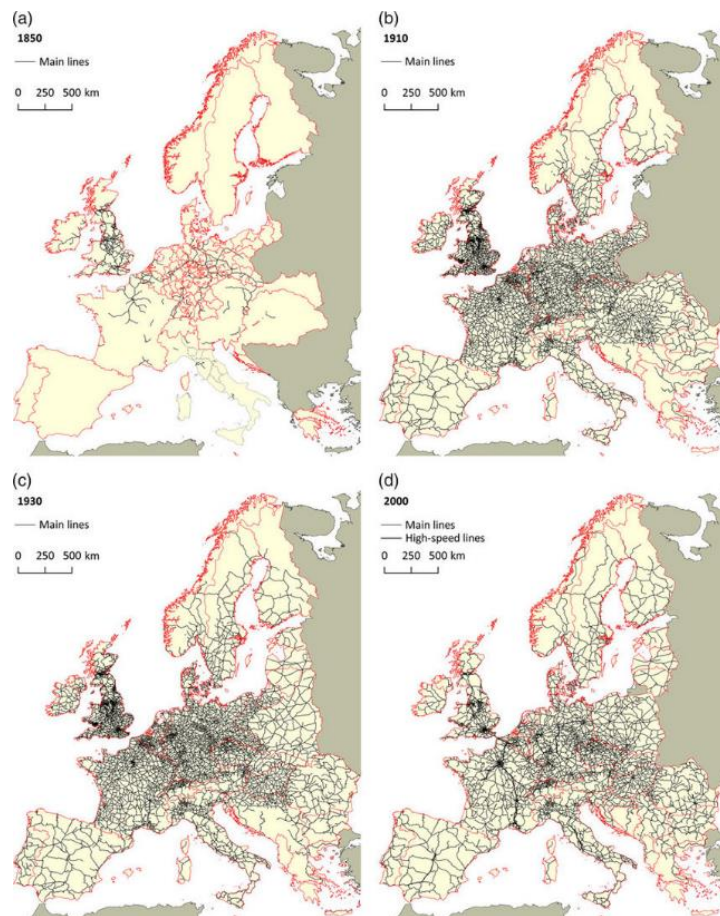 (a)
1850
Main lines
0 250 500 km
(b)
1910
Main lines
0 250 500 km
(c)
1930
Main lines
0 250 500 km
(d)
2000
Main lines
High-speed lines
0 250 500 km